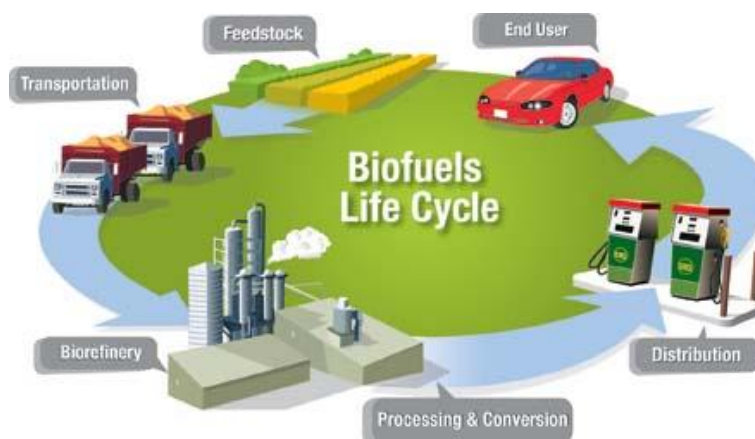 Feedstock
End User
Transportation
Biofuels
Life Cycle
Biorefinery
Distribution
Processing & Conversion